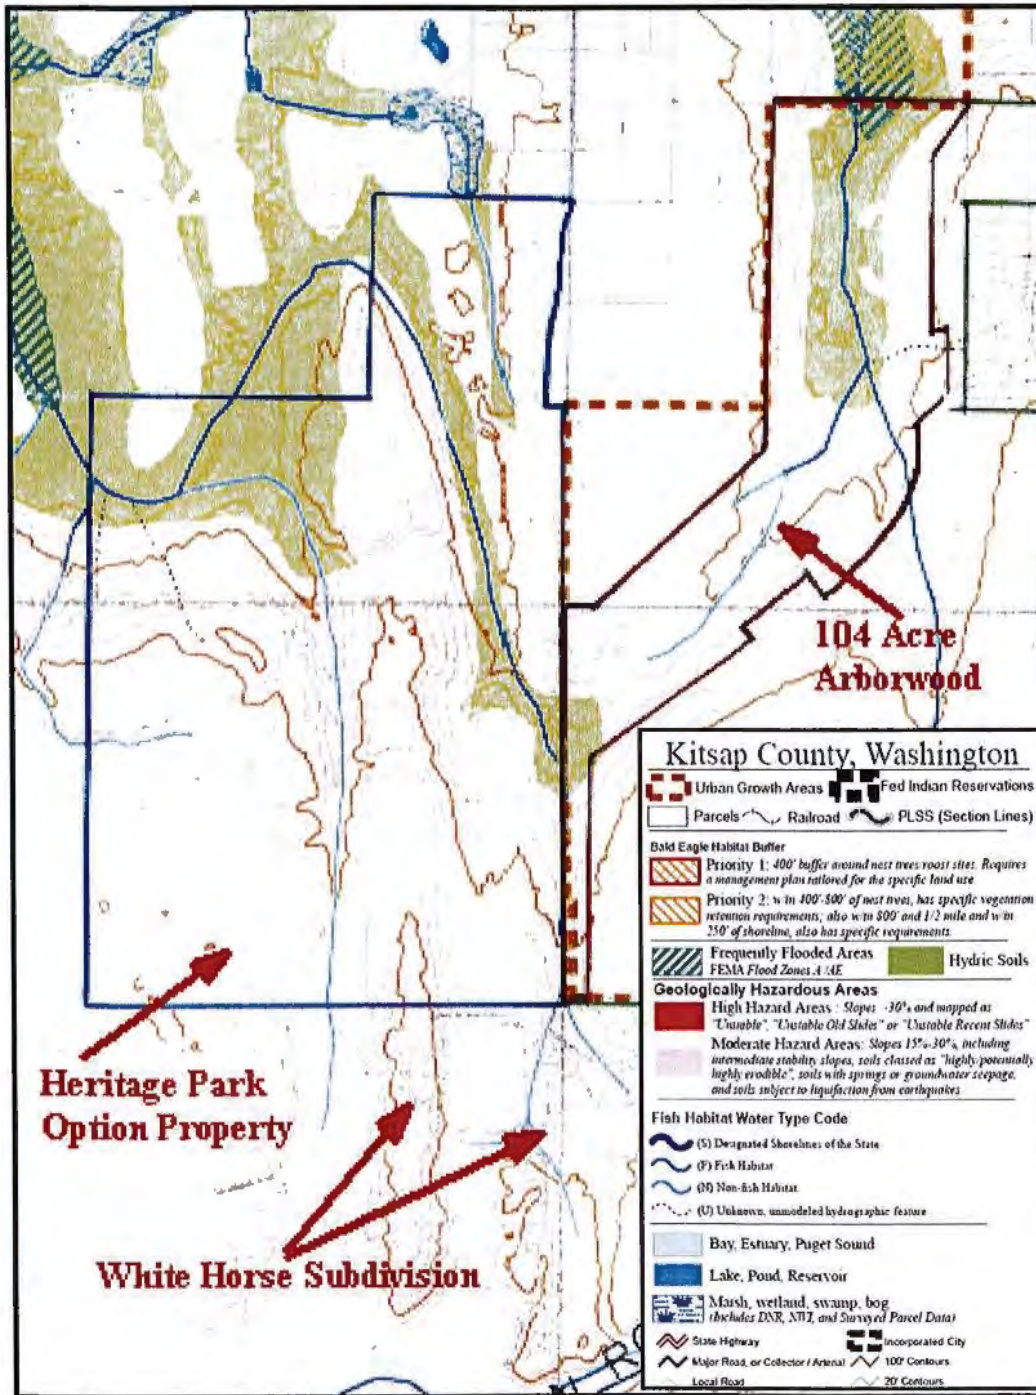 104 Acre
Arborwood
Heritage Park
Option Property
White Horse Subdivision
Kitsap County, Washington
Urban Growth Areas Fed Indian Reservations
Parcels Railroad PLSS (Section Lines)
Bald Eagle Habitat Buffer
Priority 1: 400' buffer around nest trees/roost sites. Requires
a management plan tailored for the specific land use
Priority 2: w/in 400'-800' of nest trees, has specific vegetation
retention requirements; also w/in 800' and 1/2 mile and w/in
250' of shoreline, also has specific requirements.
Frequently Flooded Areas
FEMA Flood Zones A/AE
Hydric Soils
Geologically Hazardous Areas
High Hazard Areas: Slopes >30% and mapped as
"Unstable", "Unstable Old Slides" or "Unstable Recent Slides"
Moderate Hazard Areas: Slopes 15%-30%, including
intermediate stability slopes, soils classed as "highly/potentially
highly erodible", soils with springs or groundwater seepage,
and soils subject to liquifaction from earthquakes
Fish Habitat Water Type Code
(S) Designated Shorelines of the State
(F) Fish Habitat
(N) Non-fish Habitat
(U) Unknown, unmodeled hydrographic feature
Bay, Estuary, Puget Sound
Lake, Pond, Reservoir
Marsh, wetland, swamp, bog
(Includes DNR, NWI, and Surveyed Parcel Data)
State Highway Incorporated City
Major Road, or Collector / Arterial 100' Contours
Local Road 20' Contours